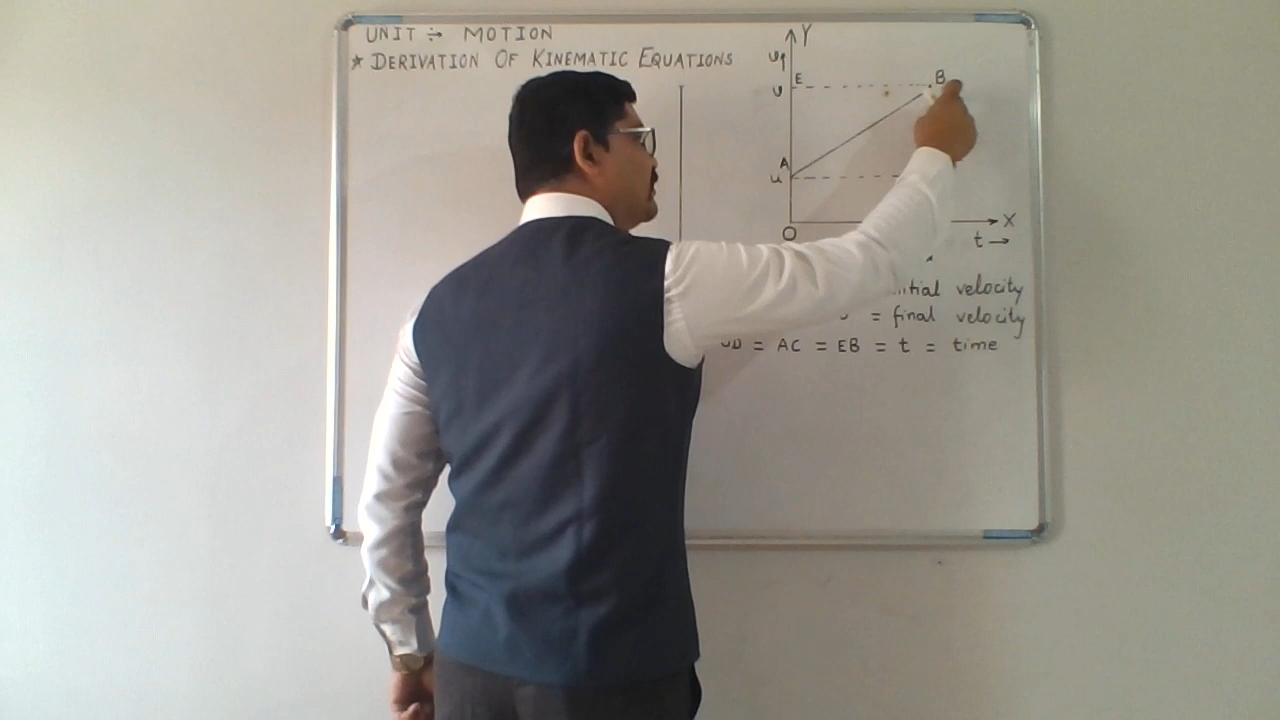 UNIT ÷ MOTION
★ DERIVATION OF KINEMATIC EQUATIONS
Y
v↑
E
B
v
A
u
O
X
t →
initial velocity
= final velocity
= AC = EB = t = time